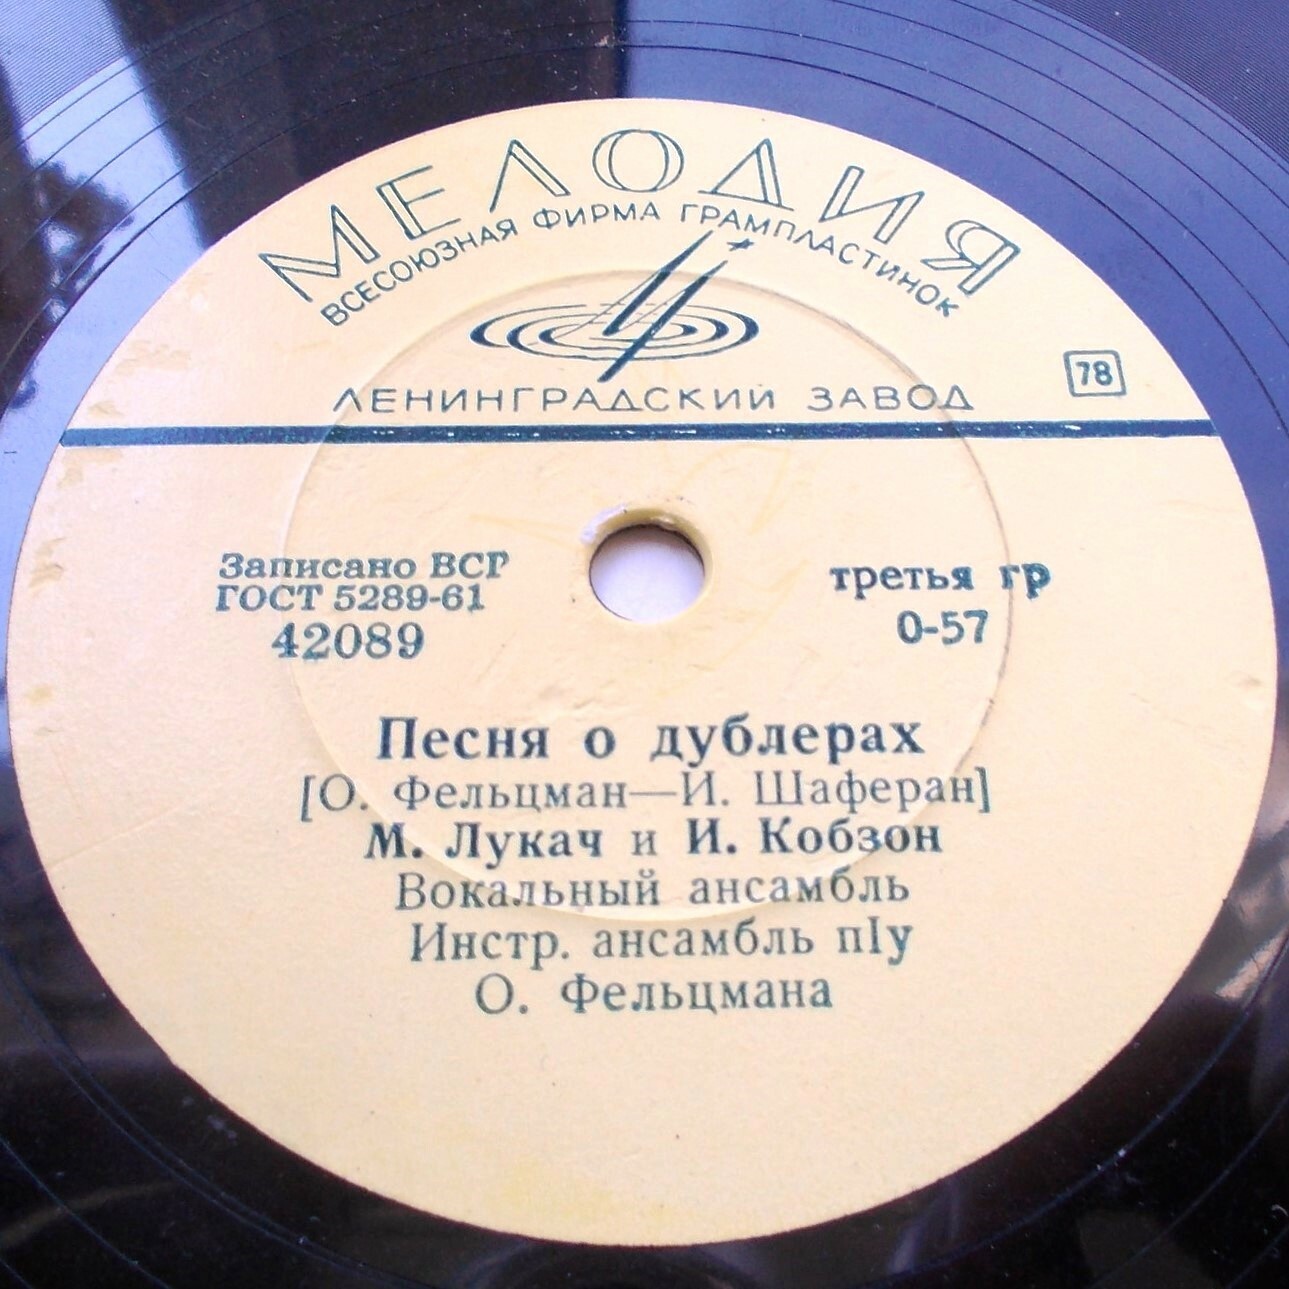 МЕЛОДИЯ
ВСЕСОЮЗНАЯ ФИРМА ГРАМПЛАСТИНОК
ЛЕНИНГРАДСКИЙ ЗАВОД
78
Записано ВСГ
ГОСТ 5289-61
42089
третья гр
0-57
Песня о дублерах
[О. Фельцман—И. Шаферан]
М. Лукач и И. Кобзон
Вокальный ансамбль
Инстр. ансамбль п|у
О. Фельцмана